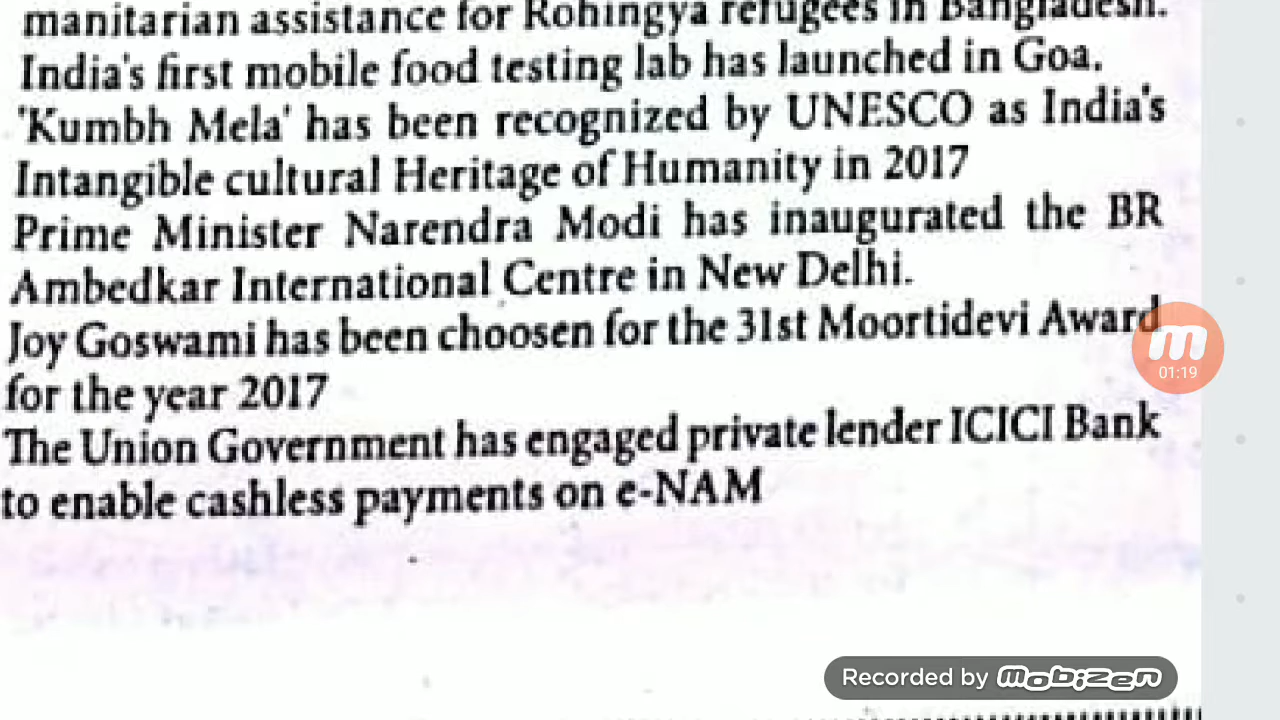 manitarian assistance for Rohingya refugees in Bangladesh.
India's first mobile food testing lab has launched in Goa.
'Kumbh Mela' has been recognized by UNESCO as India's
Intangible cultural Heritage of Humanity in 2017
Prime Minister Narendra Modi has inaugurated the BR
Ambedkar International Centre in New Delhi.
Joy Goswami has been choosen for the 31st Moortidevi Award
for the year 2017
The Union Government has engaged private lender ICICI Bank
to enable cashless payments on e-NAM
01:19
Recorded by mobizen